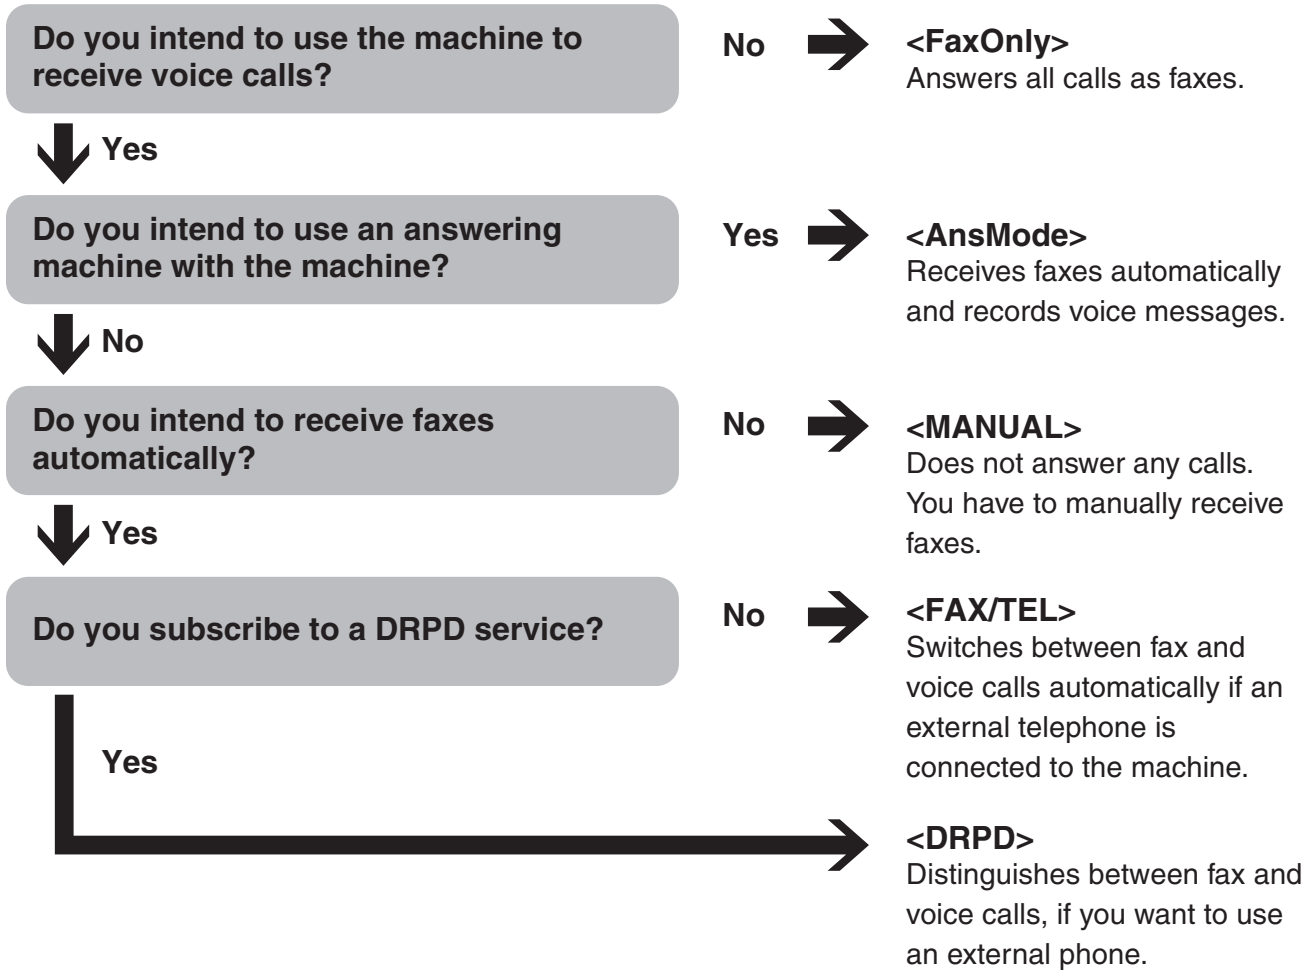 Do you intend to use the machine to
receive voice calls?
No
<FaxOnly>
Answers all calls as faxes.
Yes
Do you intend to use an answering
machine with the machine?
Yes
<AnsMode>
Receives faxes automatically
and records voice messages.
No
Do you intend to receive faxes
automatically?
No
<MANUAL>
Does not answer any calls.
You have to manually receive
faxes.
Yes
Do you subscribe to a DRPD service?
No
<FAX/TEL>
Switches between fax and
voice calls automatically if an
external telephone is
connected to the machine.
Yes
<DRPD>
Distinguishes between fax and
voice calls, if you want to use
an external phone.